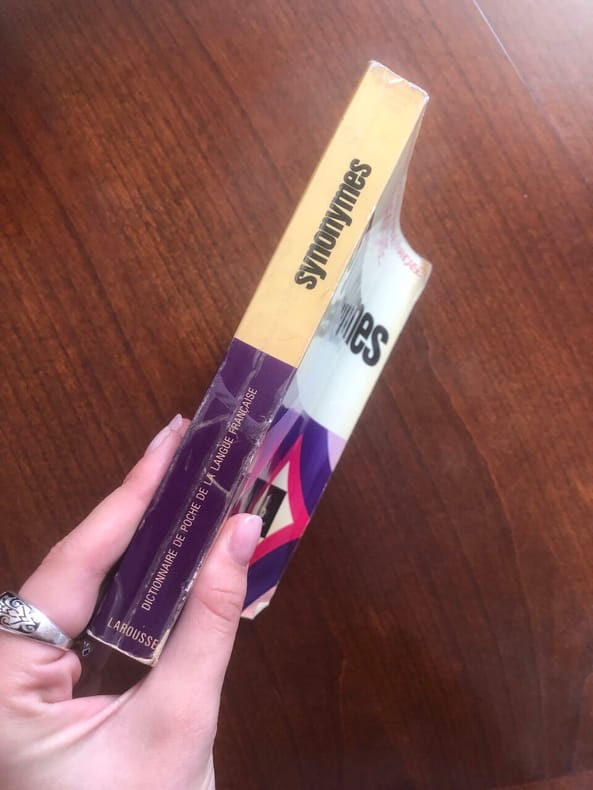 synonymes
DICTIONNAIRE DE POCHE DE LA LANGUE FRANÇAISE
LAROUSSE